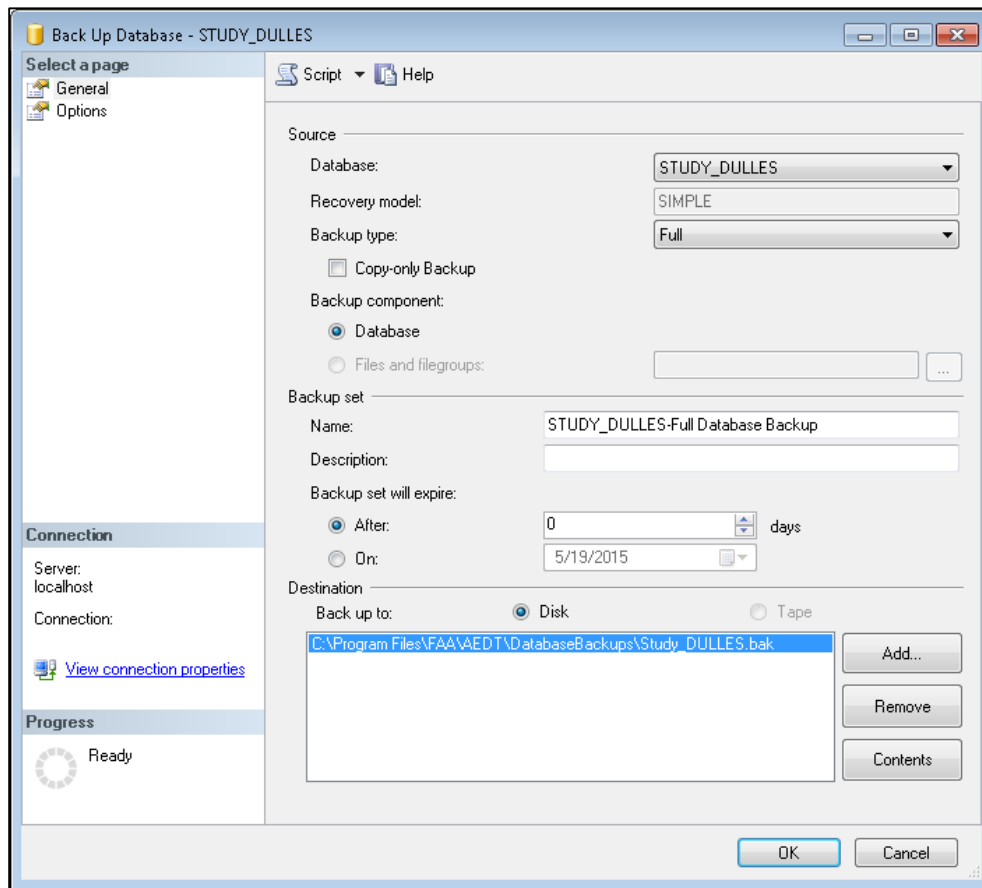 Back Up Database - STUDY_DULLES
Select a page
General
Options
Script Help
Source
Database: STUDY_DULLES
Recovery model: SIMPLE
Backup type: Full
Copy-only Backup
Backup component:
Database
Files and filegroups: ...
Backup set
Name: STUDY_DULLES-Full Database Backup
Description:
Backup set will expire:
After: 0 days
On: 5/19/2015
Destination
Back up to: Disk Tape
C:\Program Files\FAA\AEDT\DatabaseBackups\Study_DULLES.bak
Add...
Remove
Contents
Connection
Server:
localhost
Connection:
View connection properties
Progress
Ready
OK Cancel